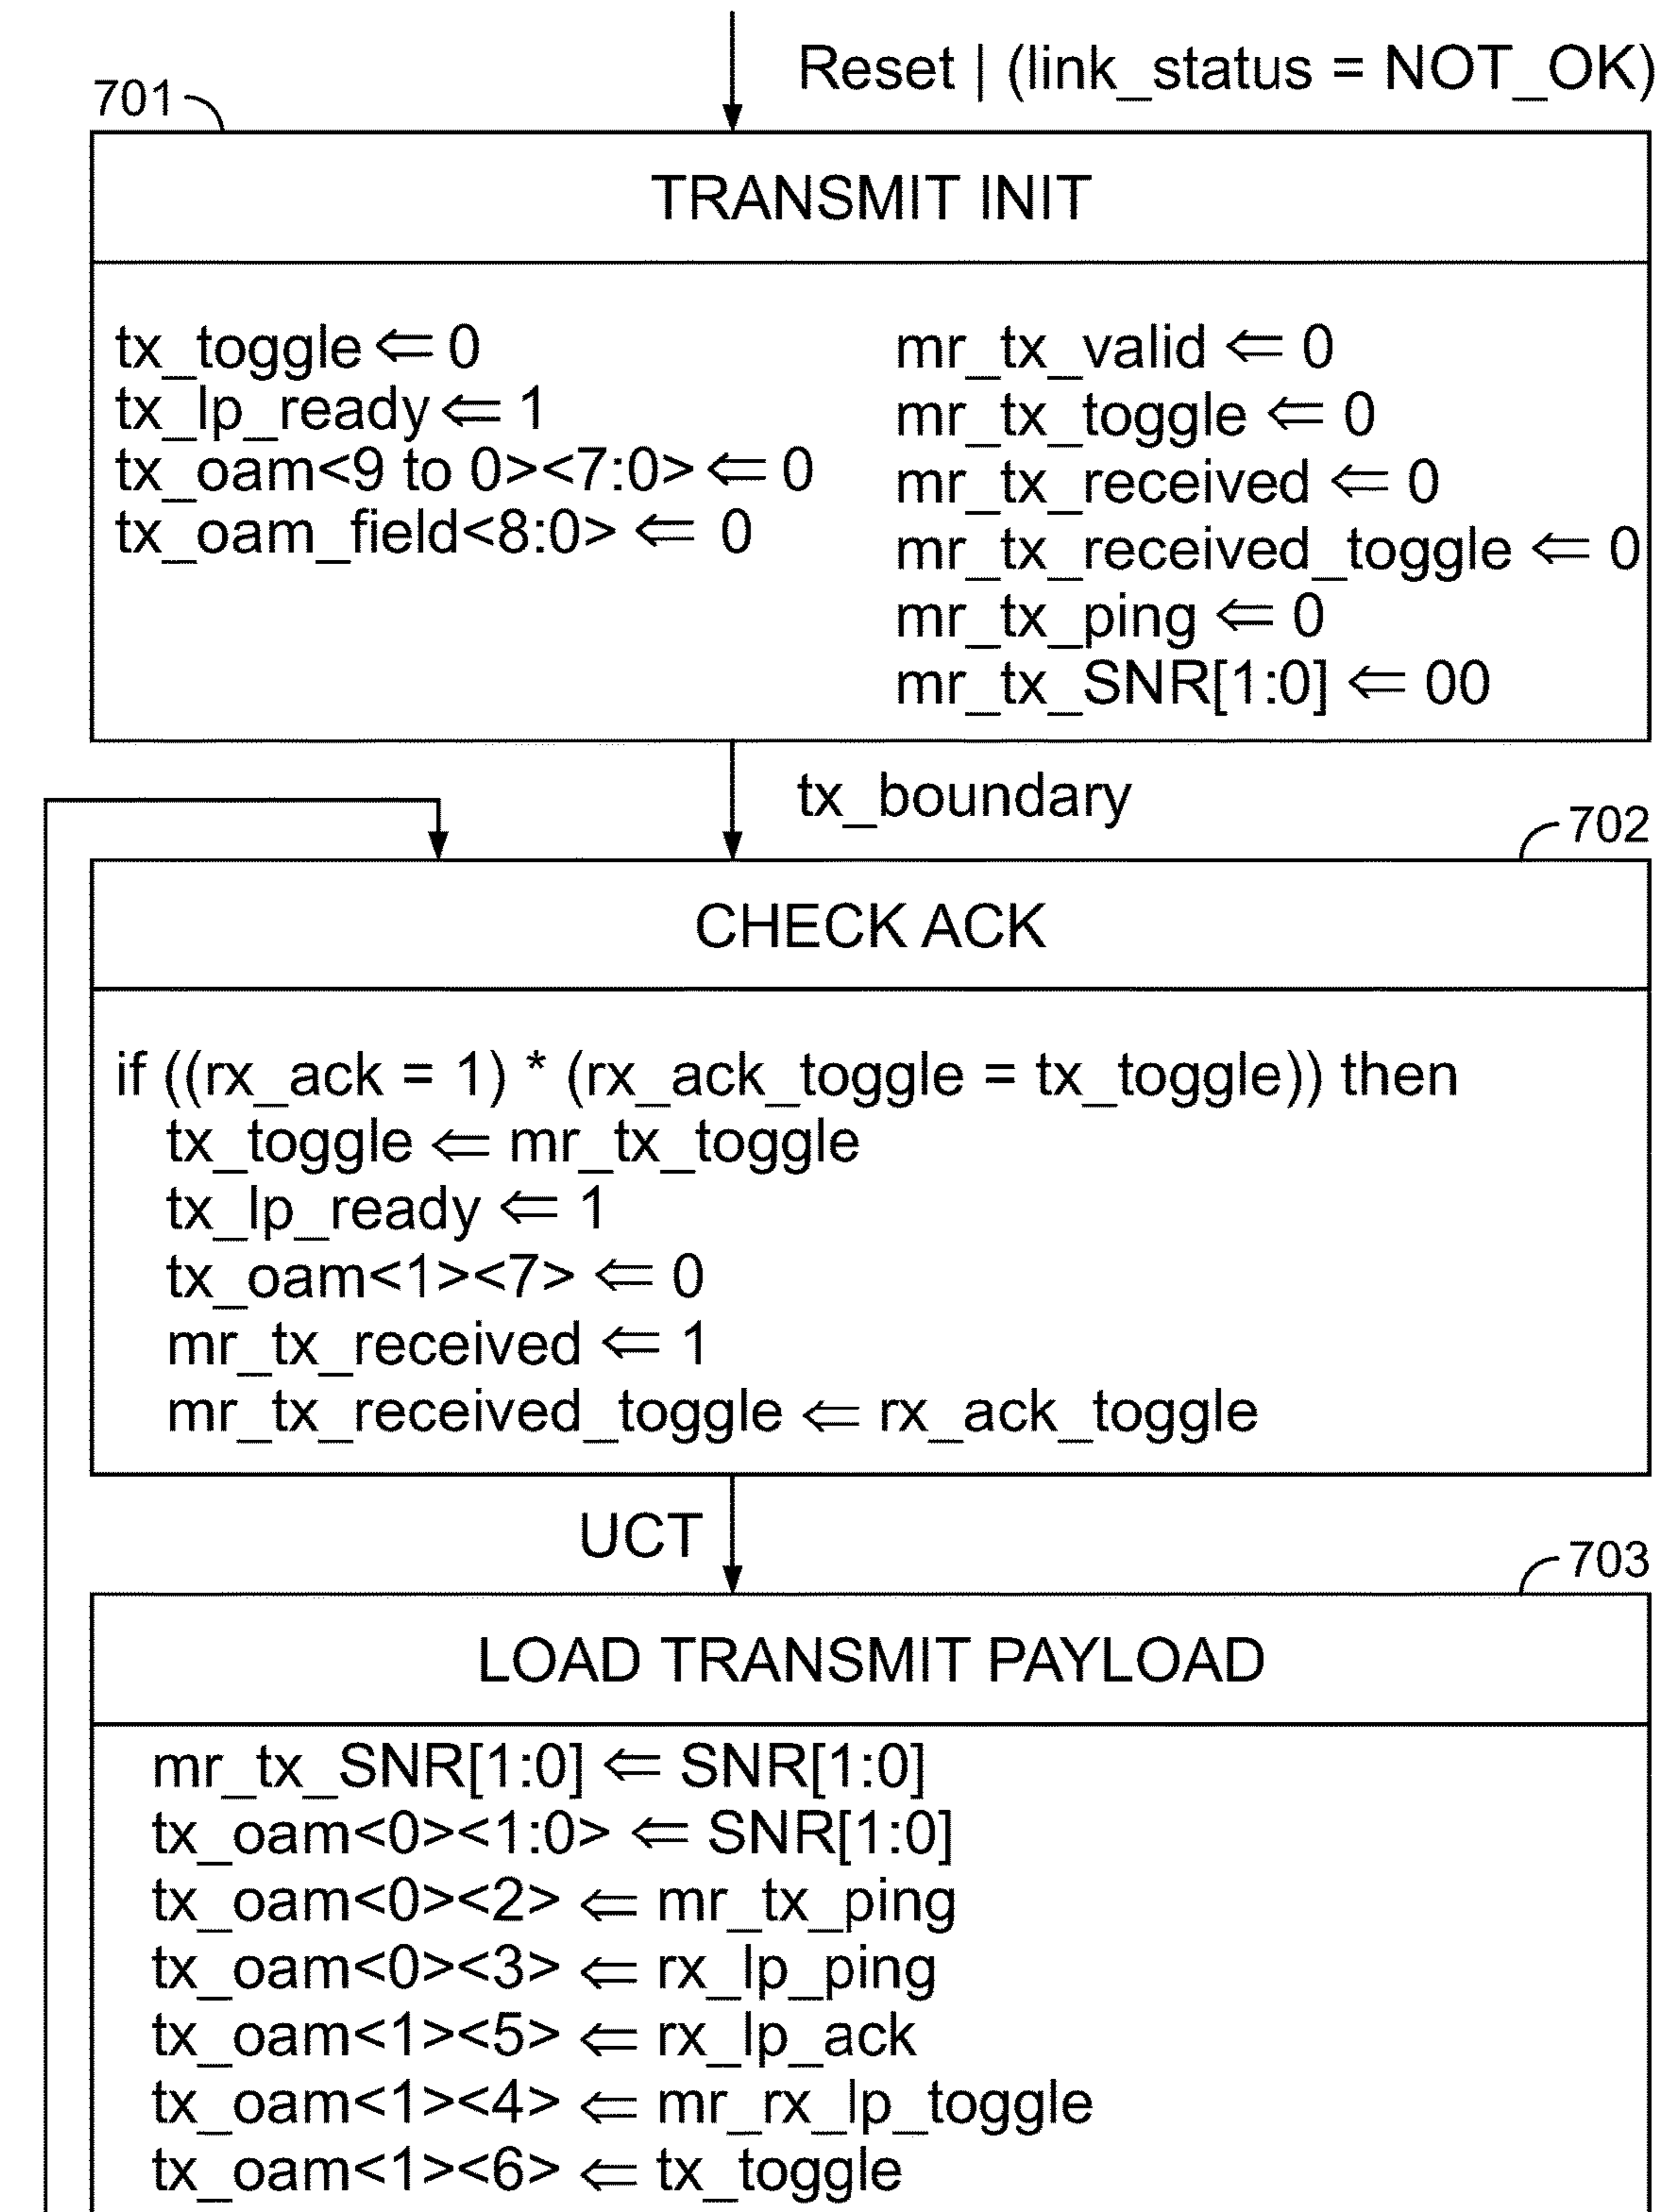 Reset | (link_status = NOT_OK)
701
TRANSMIT INIT
tx_toggle ⇐ 0
tx_lp_ready ⇐ 1
tx_oam<9 to 0><7:0> ⇐ 0
tx_oam_field<8:0> ⇐ 0
mr_tx_valid ⇐ 0
mr_tx_toggle ⇐ 0
mr_tx_received ⇐ 0
mr_tx_received_toggle ⇐ 0
mr_tx_ping ⇐ 0
mr_tx_SNR[1:0] ⇐ 00
tx_boundary
702
CHECK ACK
if ((rx_ack = 1) * (rx_ack_toggle = tx_toggle)) then
tx_toggle ⇐ mr_tx_toggle
tx_lp_ready ⇐ 1
tx_oam<1><7> ⇐ 0
mr_tx_received ⇐ 1
mr_tx_received_toggle ⇐ rx_ack_toggle
UCT
703
LOAD TRANSMIT PAYLOAD
mr_tx_SNR[1:0] ⇐ SNR[1:0]
tx_oam<0><1:0> ⇐ SNR[1:0]
tx_oam<0><2> ⇐ mr_tx_ping
tx_oam<0><3> ⇐ rx_lp_ping
tx_oam<1><5> ⇐ rx_lp_ack
tx_oam<1><4> ⇐ mr_rx_lp_toggle
tx_oam<1><6> ⇐ tx_toggle